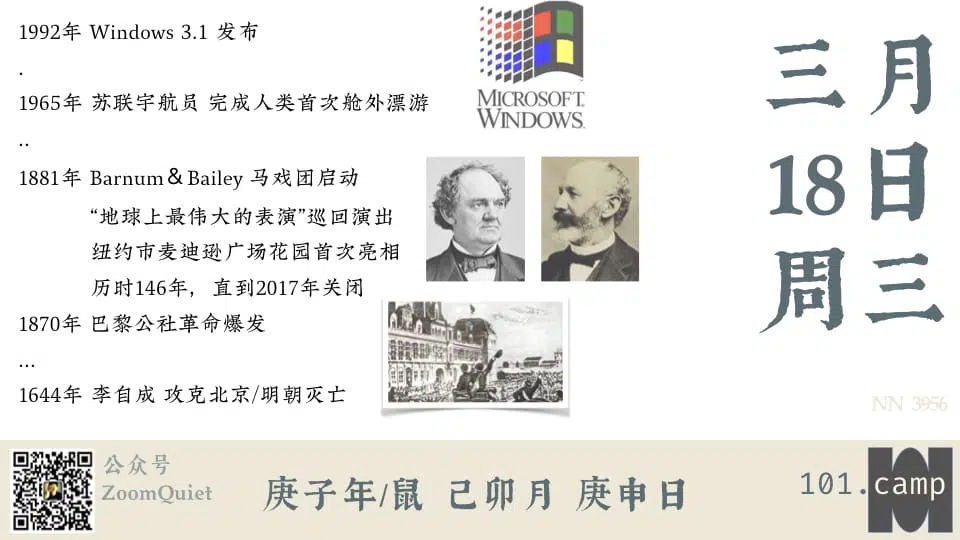 1992年 Windows 3.1 发布
.
1965年 苏联宇航员 完成人类首次舱外漂游
..
1881年 Barnum＆Bailey 马戏团启动
“地球上最伟大的表演”巡回演出
纽约市麦迪逊广场花园首次亮相
历时146年，直到2017年关闭
1870年 巴黎公社革命爆发
...
1644年 李自成 攻克北京/明朝灭亡
MICROSOFT.
WINDOWS.
三月
18日
周三
NN 3956
公众号
ZoomQuiet
庚子年/鼠 己卯月 庚申日
101.camp